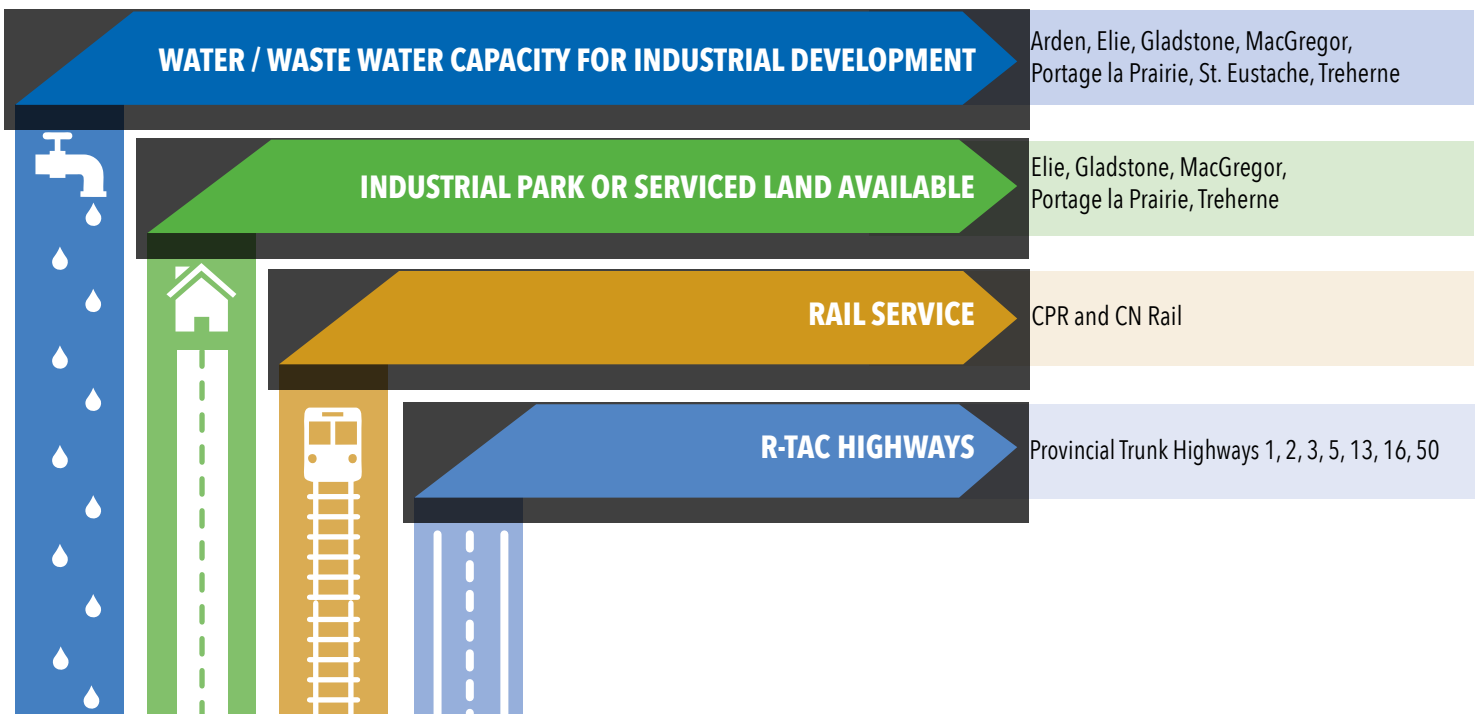 WATER / WASTE WATER CAPACITY FOR INDUSTRIAL DEVELOPMENT
Arden, Elie, Gladstone, MacGregor,
Portage la Prairie, St. Eustache, Treherne
INDUSTRIAL PARK OR SERVICED LAND AVAILABLE
Elie, Gladstone, MacGregor,
Portage la Prairie, Treherne
RAIL SERVICE
CPR and CN Rail
R-TAC HIGHWAYS
Provincial Trunk Highways 1, 2, 3, 5, 13, 16, 50